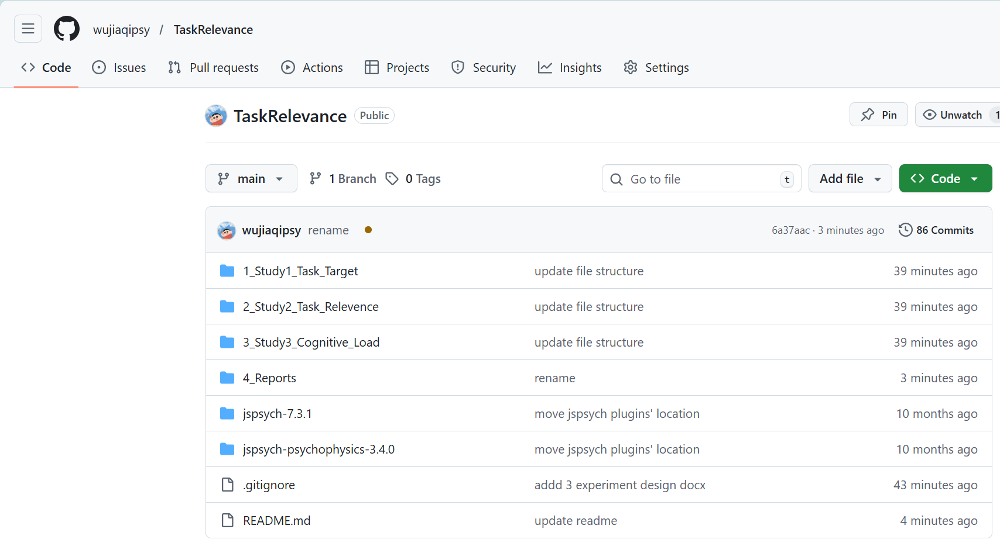 wujiaqipsy / TaskRelevance
Code Issues Pull requests Actions Projects Security Insights Settings
TaskRelevance Public Pin Unwatch 1
main 1 Branch 0 Tags Go to file t Add file Code
wujiaqipsy rename 6a37aac · 3 minutes ago 86 Commits
1_Study1_Task_Target update file structure 39 minutes ago
2_Study2_Task_Relevence update file structure 39 minutes ago
3_Study3_Cognitive_Load update file structure 39 minutes ago
4_Reports rename 3 minutes ago
jspsych-7.3.1 move jspsych plugins' location 10 months ago
jspsych-psychophysics-3.4.0 move jspsych plugins' location 10 months ago
.gitignore addd 3 experiment design docx 43 minutes ago
README.md update readme 4 minutes ago